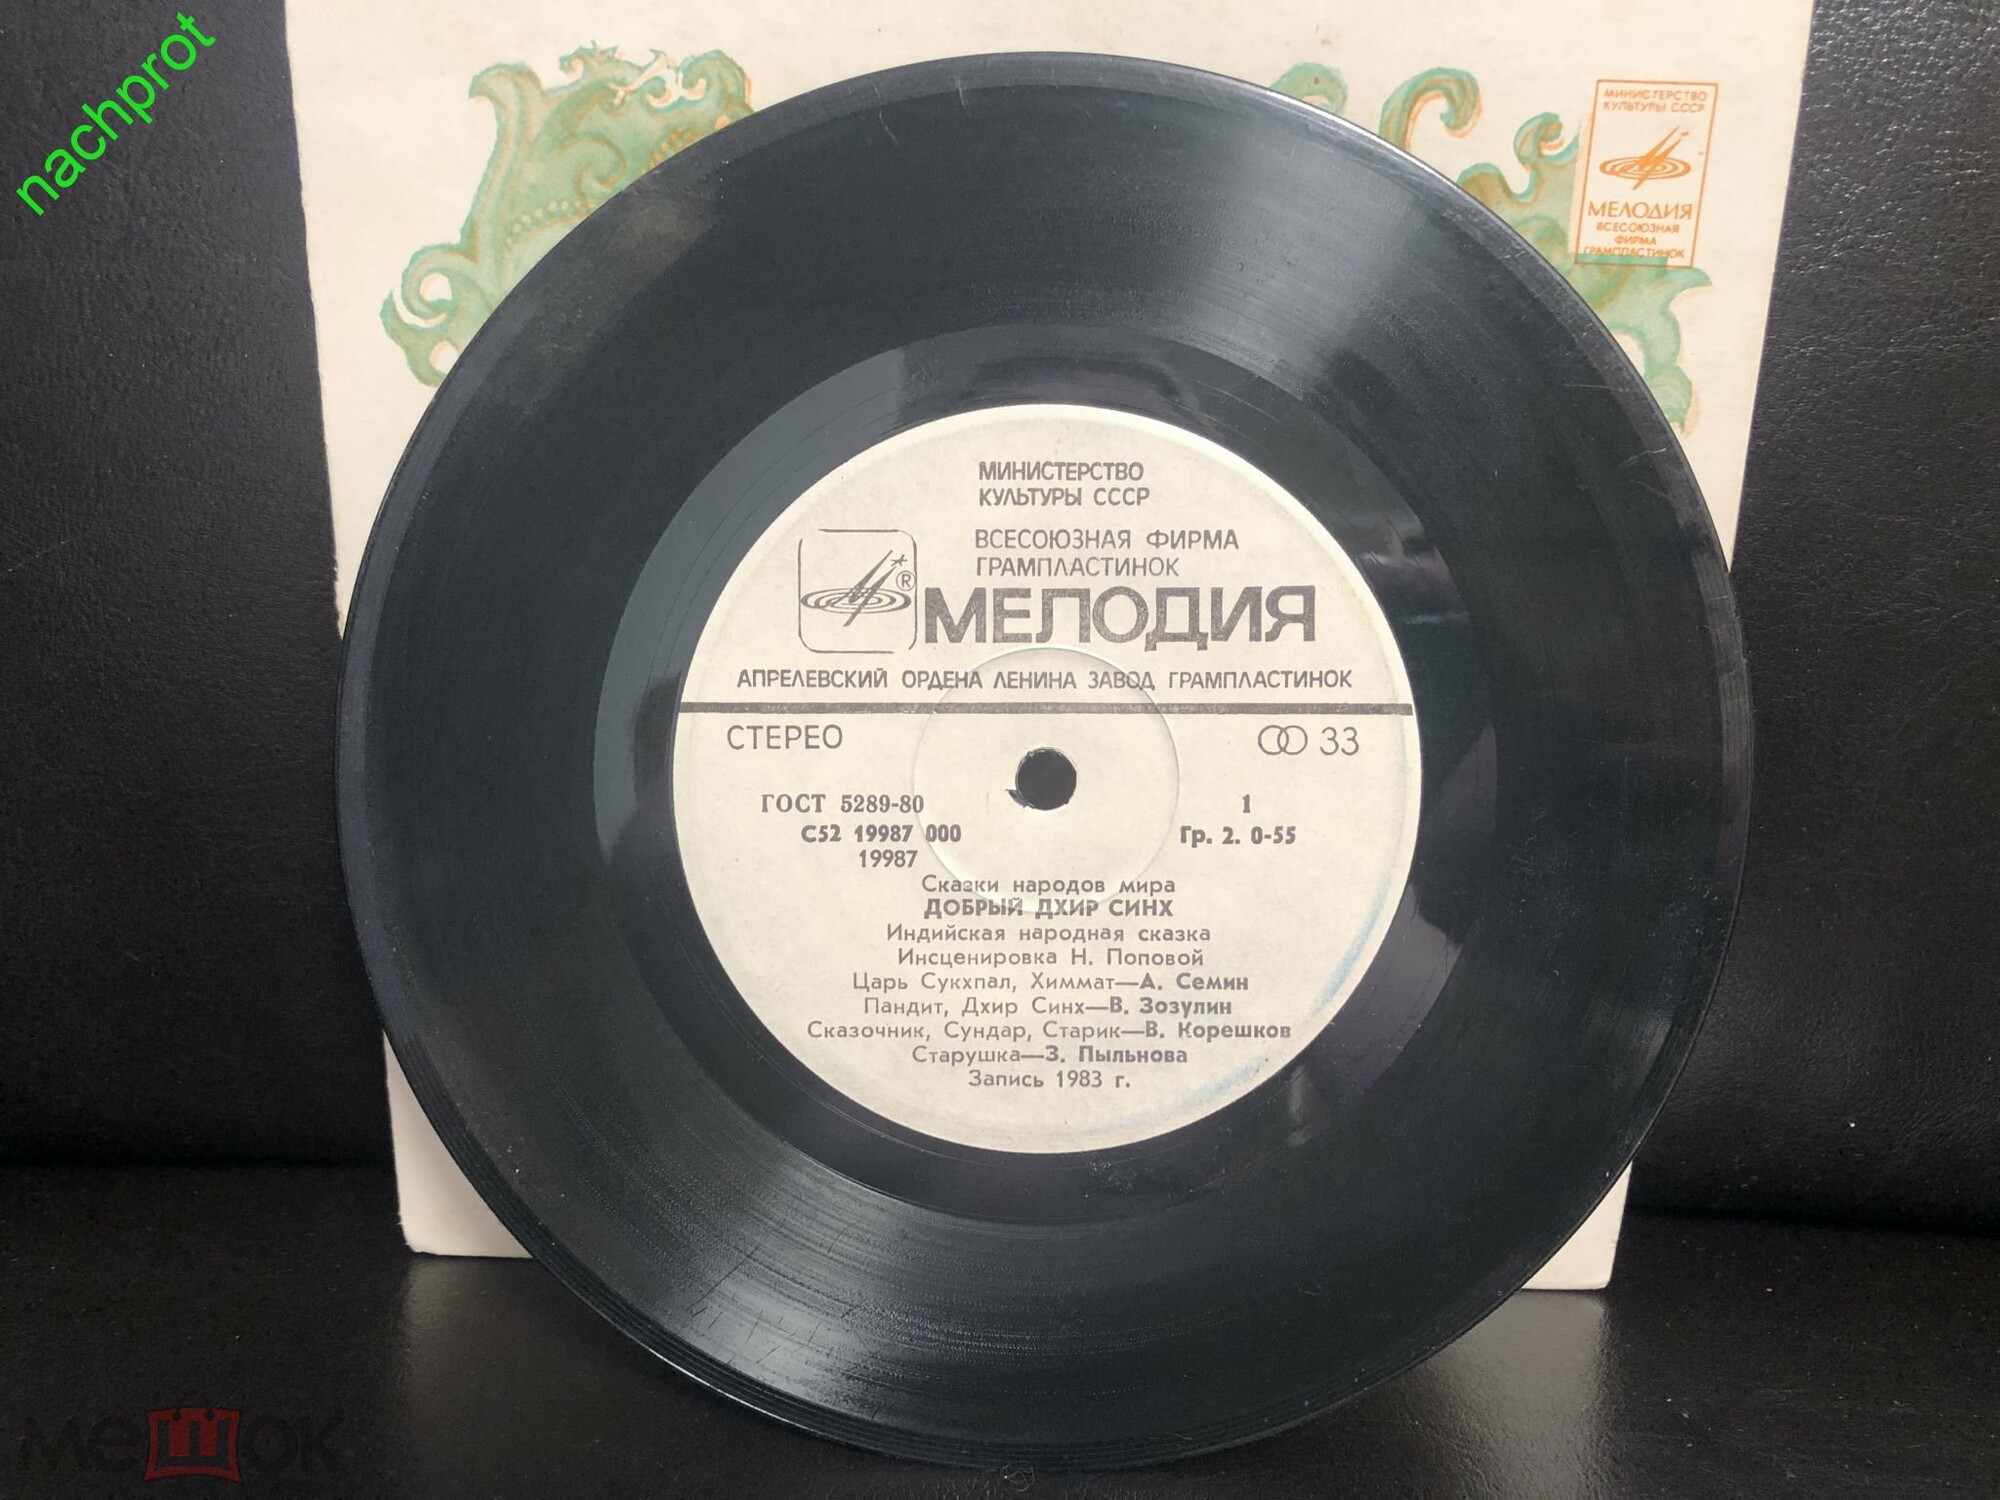 nachprot
МИНИСТЕРСТВО
КУЛЬТУРЫ СССР
МЕЛОДИЯ
ВСЕСОЮЗНАЯ
ФИРМА
ГРАМПЛАСТИНОК
МИНИСТЕРСТВО
КУЛЬТУРЫ СССР
ВСЕСОЮЗНАЯ ФИРМА
ГРАМПЛАСТИНОК
®
МЕЛОДИЯ
АПРЕЛЕВСКИЙ ОРДЕНА ЛЕНИНА ЗАВОД ГРАМПЛАСТИНОК
СТЕРЕО 33
ГОСТ 5289-80 1
С52 19987 000 Гр. 2. 0-55
19987
Сказки народов мира
ДОБРЫЙ ДХИР СИНХ
Индийская народная сказка
Инсценировка Н. Поповой
Царь Сукхпал, Химмат—А. Семин
Пандит, Дхир Синх—В. Зозулин
Сказочник, Сундар, Старик—В. Корешков
Старушка—З. Пыльнова
Запись 1983 г.
мешок